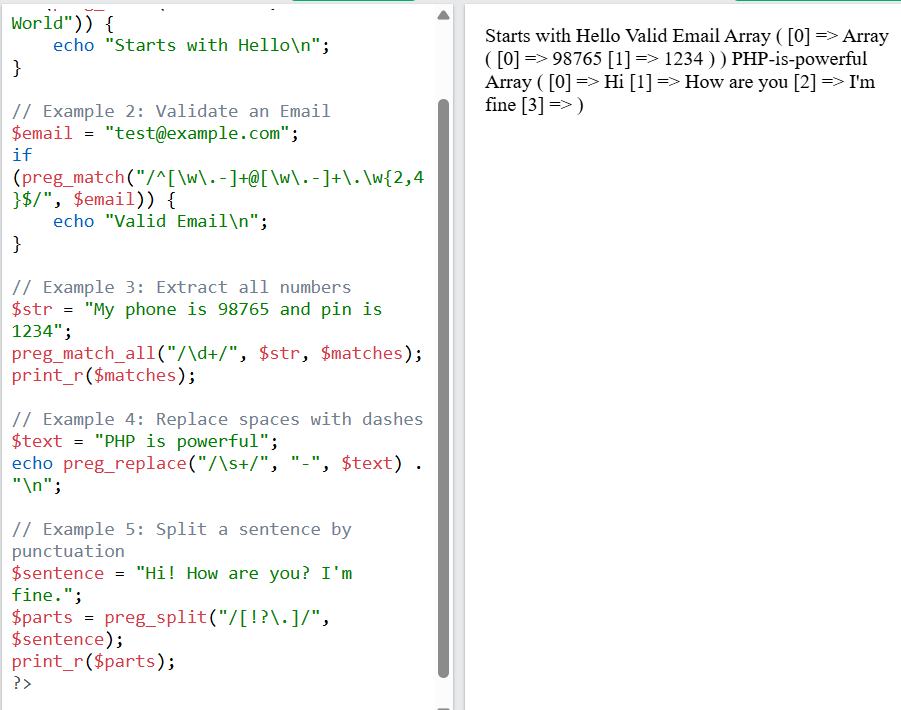 World")) {
    echo "Starts with Hello\n";
}

// Example 2: Validate an Email
$email = "test@example.com";
if
(preg_match("/^[\w\.-]+@[\w\.-]+\.\w{2,4
}$/", $email)) {
    echo "Valid Email\n";
}

// Example 3: Extract all numbers
$str = "My phone is 98765 and pin is
1234";
preg_match_all("/\d+/", $str, $matches);
print_r($matches);

// Example 4: Replace spaces with dashes
$text = "PHP is powerful";
echo preg_replace("/\s+/", "-", $text) .
"\n";

// Example 5: Split a sentence by
punctuation
$sentence = "Hi! How are you? I'm
fine.";
$parts = preg_split("/[!?\.]/",
$sentence);
print_r($parts);
?>

Starts with Hello Valid Email Array ( [0] => Array
( [0] => 98765 [1] => 1234 ) ) PHP-is-powerful
Array ( [0] => Hi [1] => How are you [2] => I'm
fine [3] => )